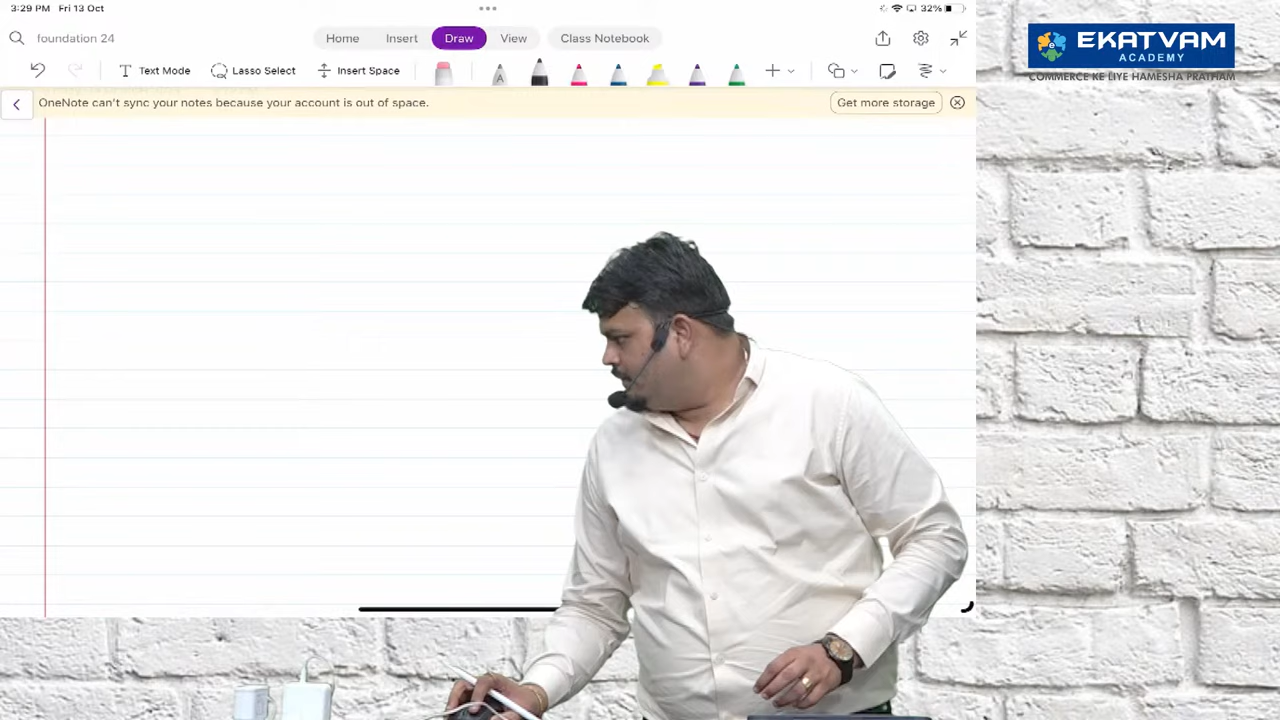 3:29 PM Fri 13 Oct
32%
foundation 24
Home Insert Draw View Class Notebook
Text Mode Lasso Select Insert Space
A
OneNote can't sync your notes because your account is out of space.
Get more storage
EKATVAM
ACADEMY
COMMERCE KE LIYE HAMESHA PRATHAM